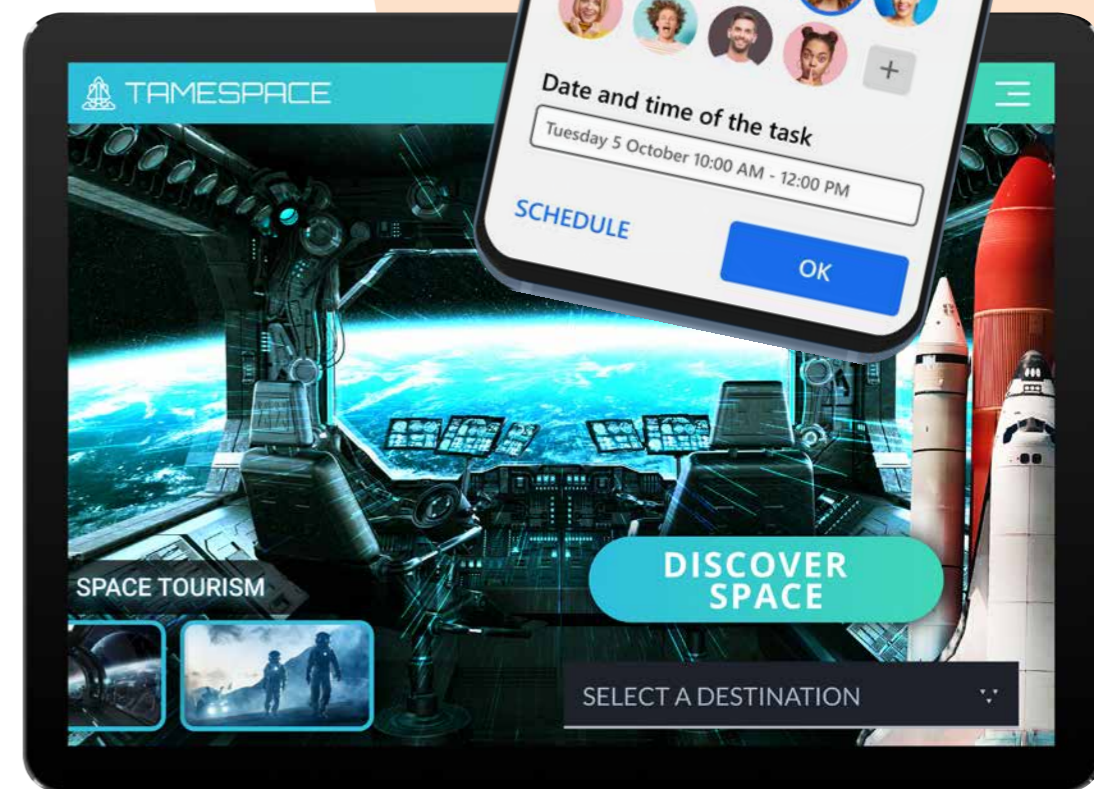 TAMESPACE
Date and time of the task
Tuesday 5 October 10:00 AM - 12:00 PM
SCHEDULE
OK
SPACE TOURISM
DISCOVER
SPACE
SELECT A DESTINATION